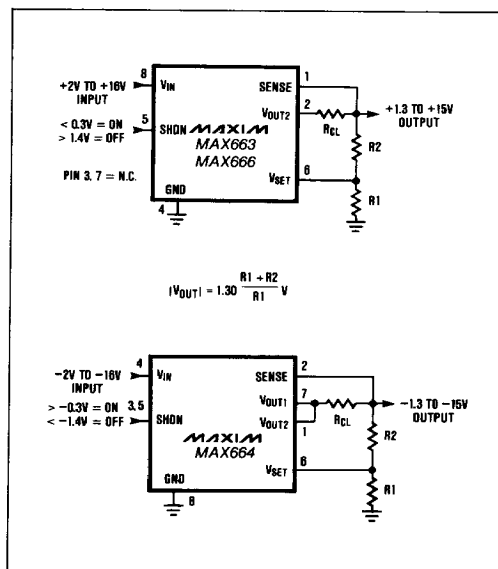 8
1
+2V TO +16V
INPUT
VIN
SENSE
2
VOUT2
RCL
+1.3 TO +15V
OUTPUT
5
< 0.3V = ON
> 1.4V = OFF
SHDN
MAXIM
MAX663
MAX666
R2
PIN 3, 7 = N.C.
6
VSET
R1
GND
4
|VOUT| = 1.30 R1 + R2 / R1 V
4
2
−2V TO −16V
INPUT
VIN
SENSE
7
VOUT1
RCL
−1.3 TO −15V
OUTPUT
3,5
> −0.3V = ON
< −1.4V = OFF
SHDN
VOUT2
1
R2
MAXIM
MAX664
6
VSET
R1
GND
8